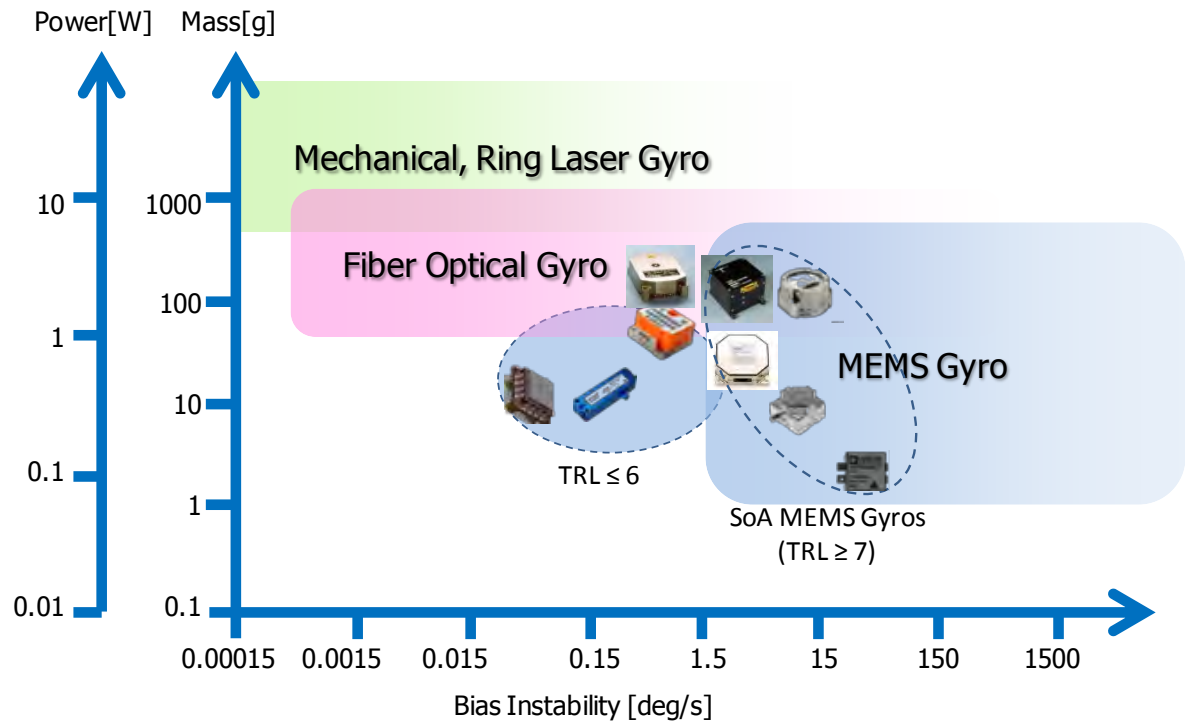 Power[W] Mass[g]
Mechanical, Ring Laser Gyro
10 1000
Fiber Optical Gyro
100
1
MEMS Gyro
10
0.1
TRL ≤ 6
1
SoA MEMS Gyros
(TRL ≥ 7)
0.01 0.1
0.00015 0.0015 0.015 0.15 1.5 15 150 1500
Bias Instability [deg/s]